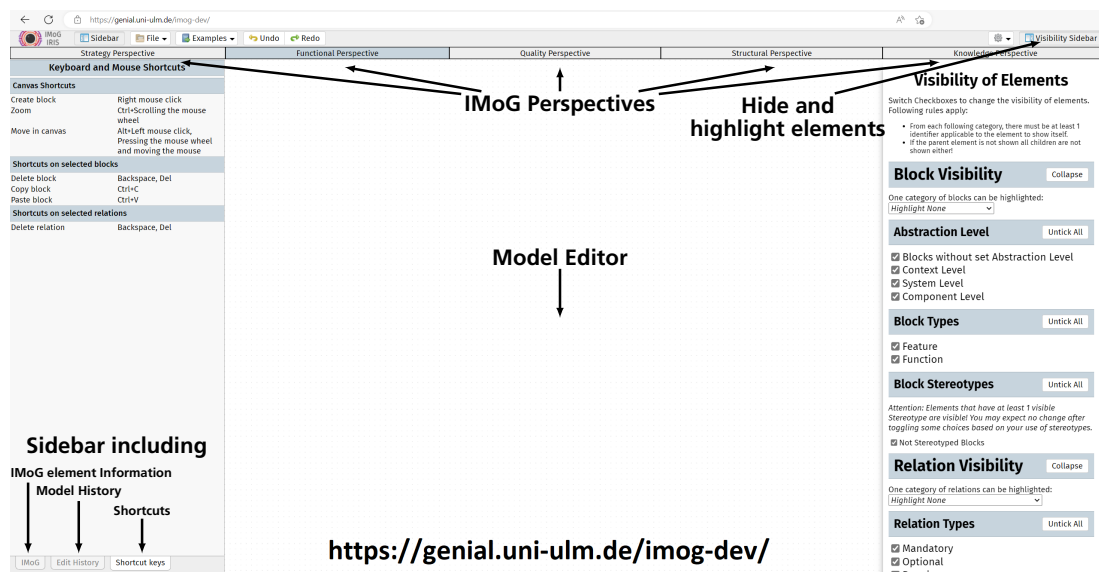 https://genial.uni-ulm.de/imog-dev/
IMoG
IRIS
Sidebar
File
Examples
Undo
Redo
Visibility Sidebar
Strategy Perspective
Functional Perspective
Quality Perspective
Structural Perspective
Knowledge Perspective
Keyboard and Mouse Shortcuts
Canvas Shortcuts
Create block Right mouse click
Zoom Ctrl+Scrolling the mouse
wheel
Move in canvas Alt+Left mouse click,
Pressing the mouse wheel
and moving the mouse
Shortcuts on selected blocks
Delete block Backspace, Del
Copy block Ctrl+C
Paste block Ctrl+V
Shortcuts on selected relations
Delete relation Backspace, Del
Sidebar including
IMoG element Information
Model History
Shortcuts
IMoG
Edit History
Shortcut keys
IMoG Perspectives
Hide and
highlight elements
Model Editor
https://genial.uni-ulm.de/imog-dev/
Visibility of Elements
Switch Checkboxes to change the visibility of elements.
Following rules apply:
• From each following category, there must be at least 1
identifier applicable to the element to show itself.
• If the parent element is not shown all children are not
shown either!
Block Visibility Collapse
One category of blocks can be highlighted:
Highlight None
Abstraction Level Untick All
Blocks without set Abstraction Level
Context Level
System Level
Component Level
Block Types Untick All
Feature
Function
Block Stereotypes Untick All
Attention: Elements that have at least 1 visible
Stereotype are visible! You may expect no change after
toggling some choices based on your use of stereotypes.
Not Stereotyped Blocks
Relation Visibility Collapse
One category of relations can be highlighted:
Highlight None
Relation Types Untick All
Mandatory
Optional